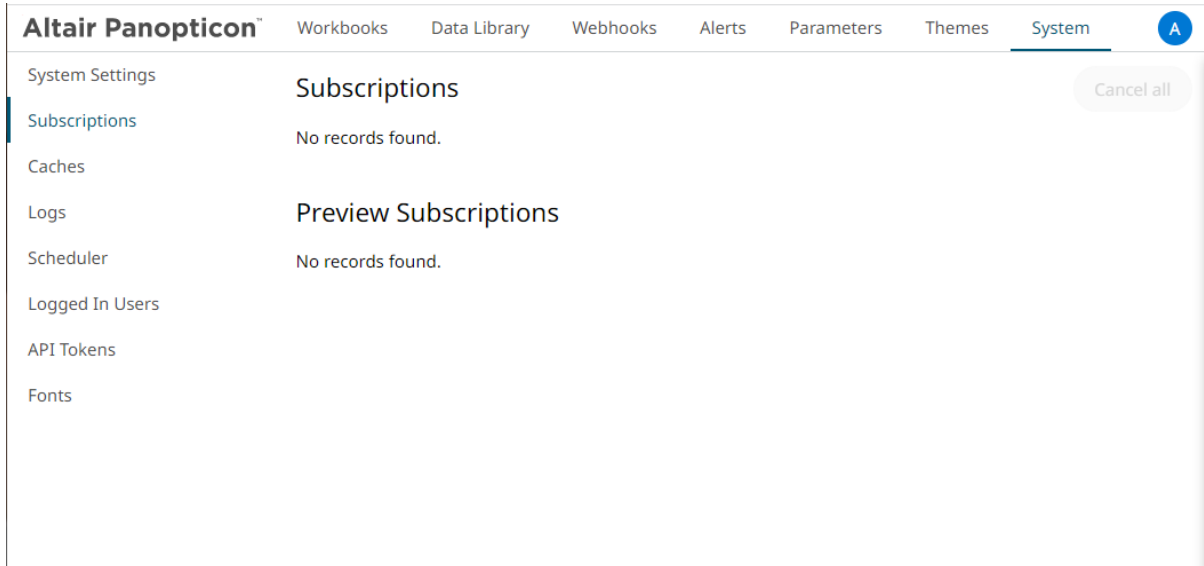 Altair Panopticon™ Workbooks Data Library Webhooks Alerts Parameters Themes System A
System Settings
Subscriptions
Caches
Logs
Scheduler
Logged In Users
API Tokens
Fonts
Subscriptions Cancel all
No records found.
Preview Subscriptions
No records found.